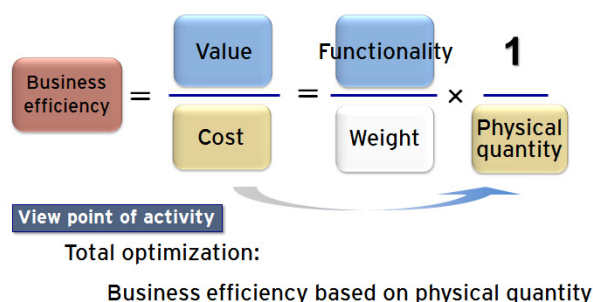 Business
efficiency
=
Value
Cost
=
Functionality
Weight
×
1
Physical
quantity
View point of activity
Total optimization:
Business efficiency based on physical quantity